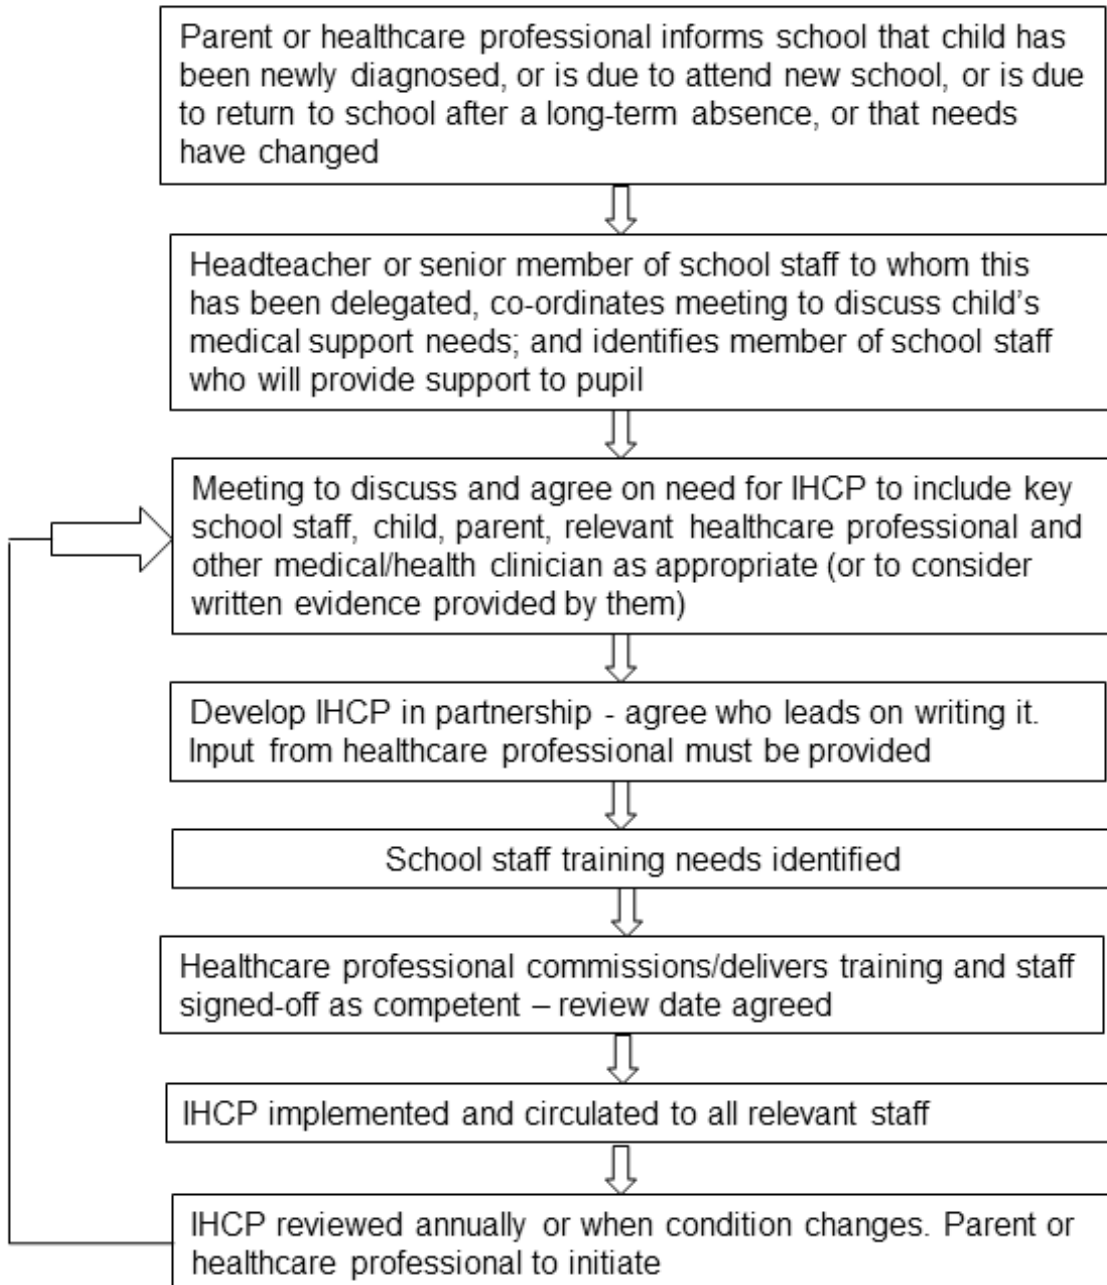 Parent or healthcare professional informs school that child has
been newly diagnosed, or is due to attend new school, or is due
to return to school after a long-term absence, or that needs
have changed
Headteacher or senior member of school staff to whom this
has been delegated, co-ordinates meeting to discuss child’s
medical support needs; and identifies member of school staff
who will provide support to pupil
Meeting to discuss and agree on need for IHCP to include key
school staff, child, parent, relevant healthcare professional and
other medical/health clinician as appropriate (or to consider
written evidence provided by them)
Develop IHCP in partnership - agree who leads on writing it.
Input from healthcare professional must be provided
School staff training needs identified
Healthcare professional commissions/delivers training and staff
signed-off as competent – review date agreed
IHCP implemented and circulated to all relevant staff
IHCP reviewed annually or when condition changes. Parent or
healthcare professional to initiate